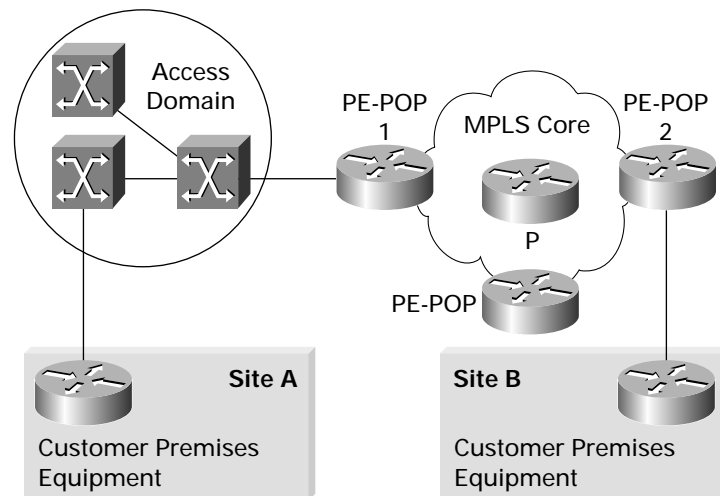 Access
Domain
PE-POP
1
MPLS Core
PE-POP
2
P
PE-POP
Site A
Customer Premises
Equipment
Site B
Customer Premises
Equipment